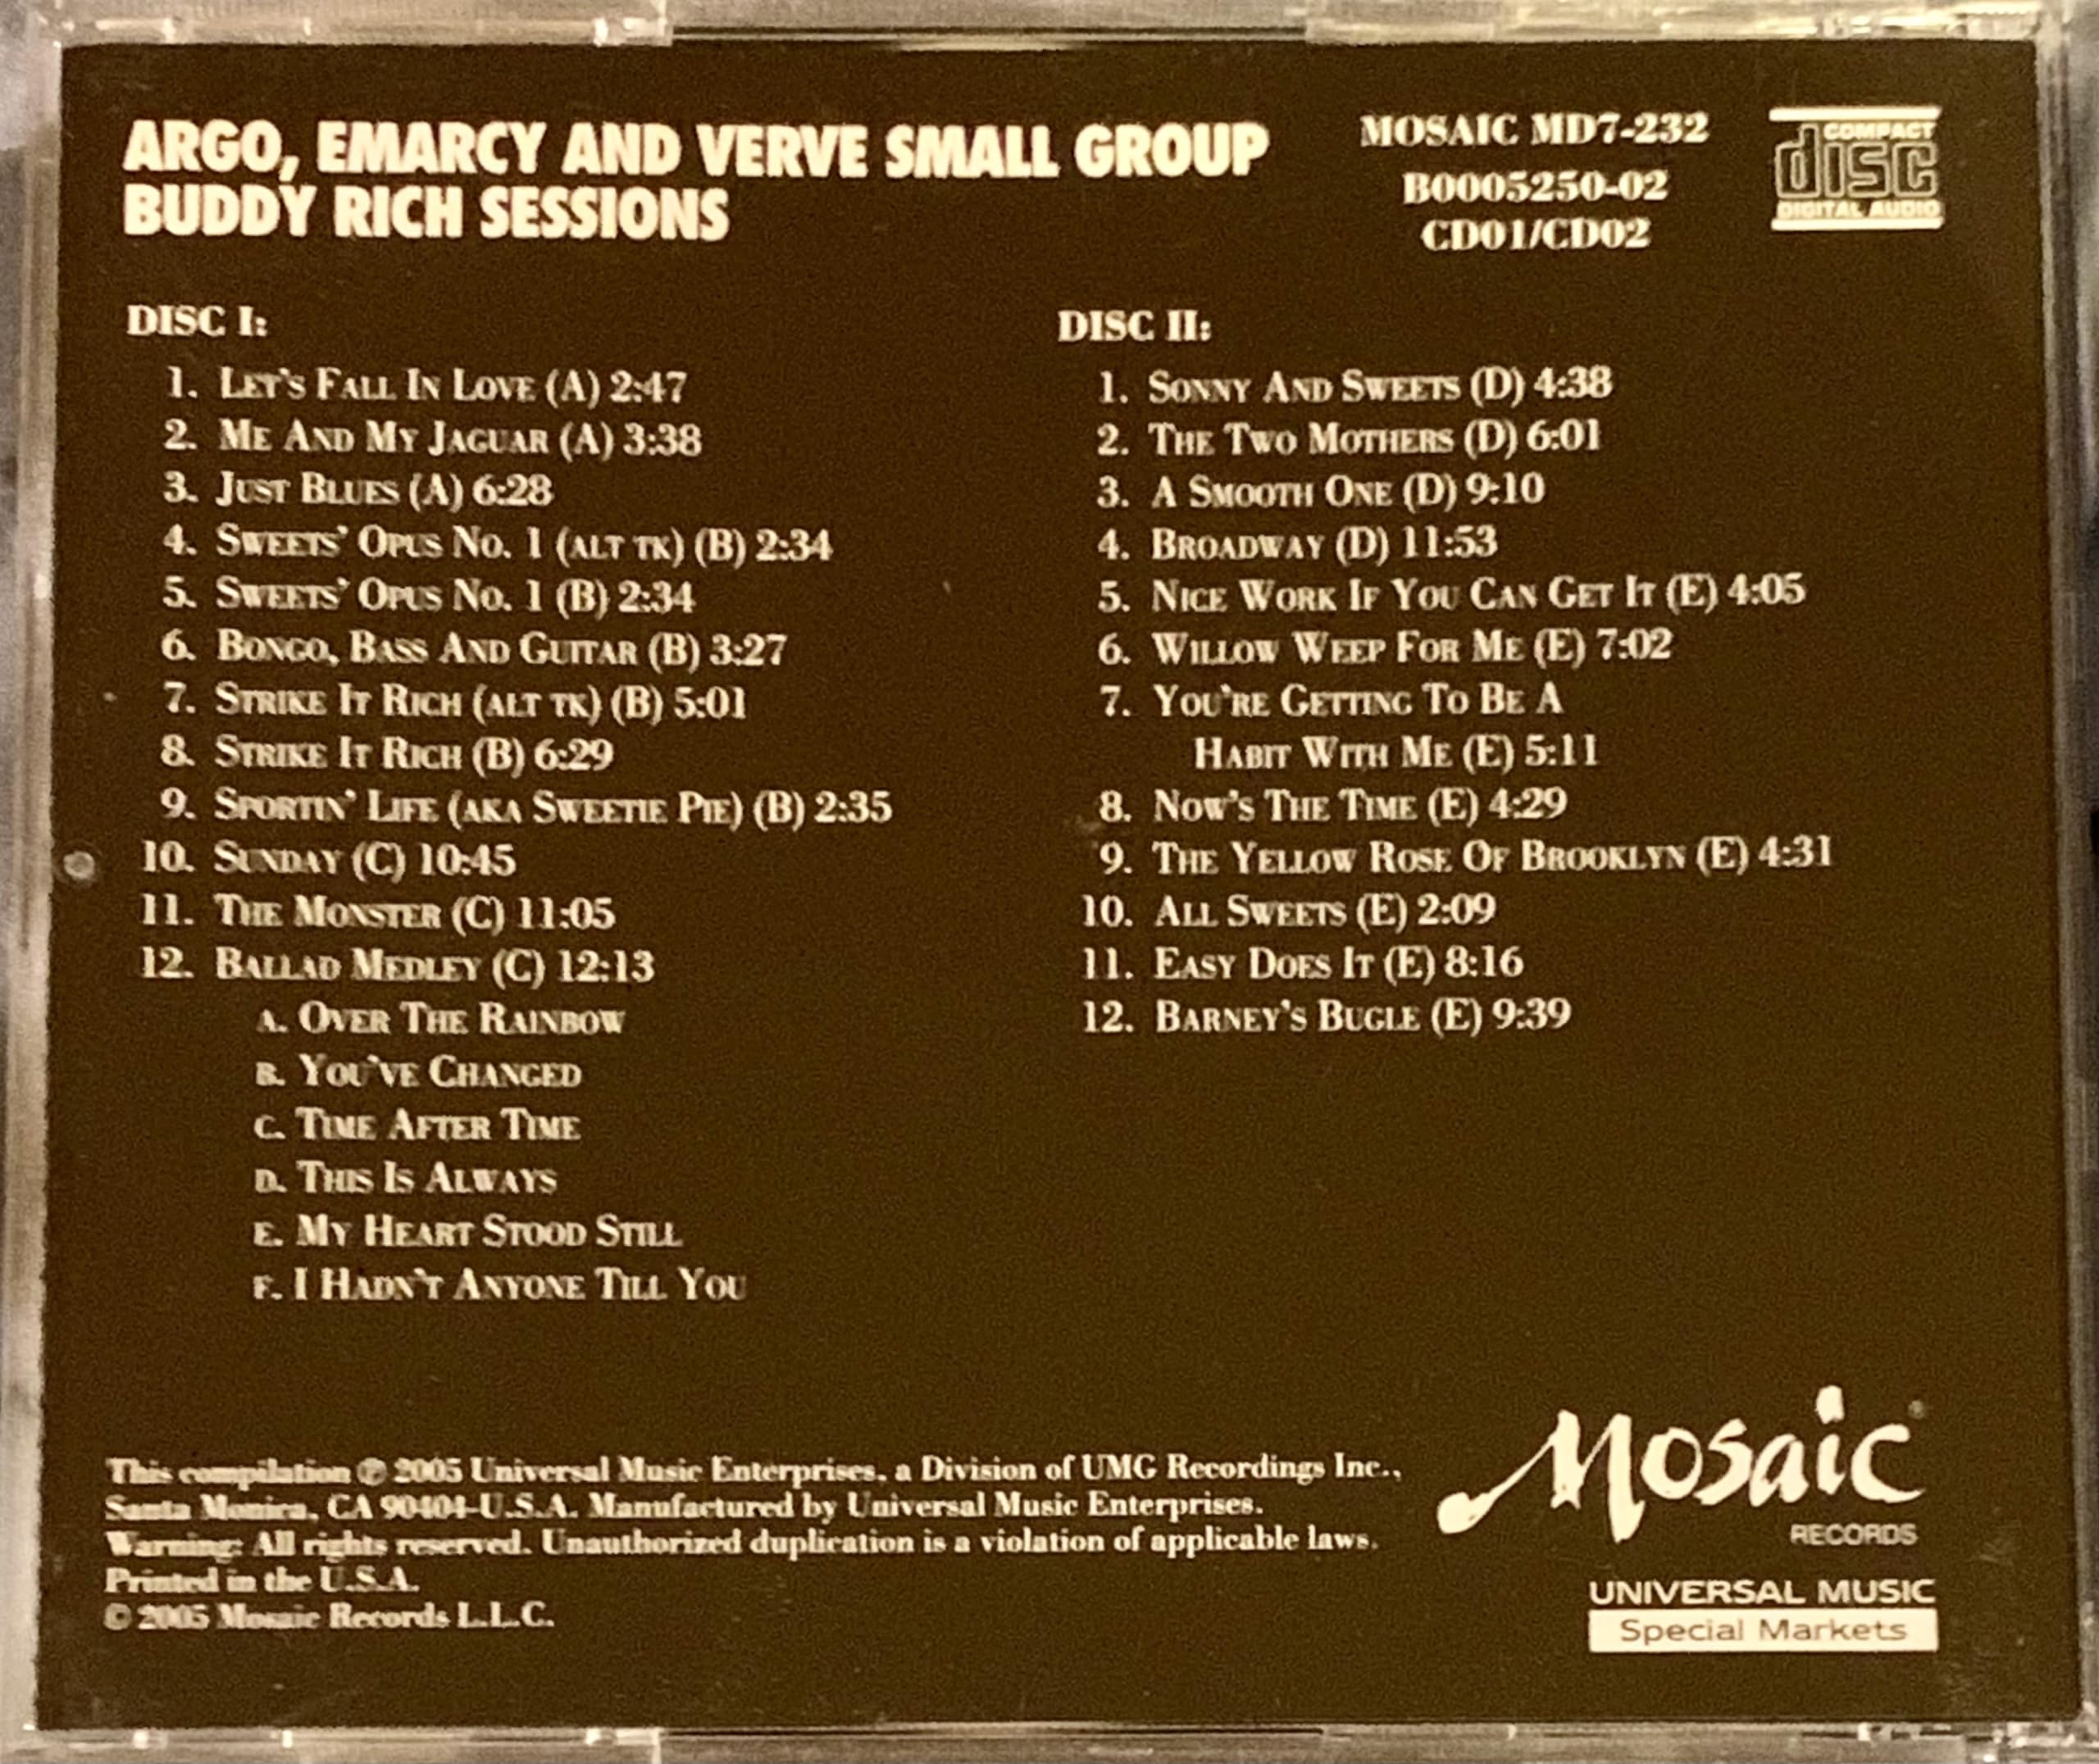 ARGO, EMARCY AND VERVE SMALL GROUP
BUDDY RICH SESSIONS
MOSAIC MD7-232
B0005250-02
CD01/CD02
COMPACT
disc
DIGITAL AUDIO
DISC I:
1. LET'S FALL IN LOVE (A) 2:47
2. ME AND MY JAGUAR (A) 3:38
3. JUST BLUES (A) 6:28
4. SWEETS' OPUS NO. 1 (ALT TK) (B) 2:34
5. SWEETS' OPUS NO. 1 (B) 2:34
6. BONGO, BASS AND GUITAR (B) 3:27
7. STRIKE IT RICH (ALT TK) (B) 5:01
8. STRIKE IT RICH (B) 6:29
9. SPORTIN' LIFE (AKA SWEETIE PIE) (B) 2:35
10. SUNDAY (C) 10:45
11. THE MONSTER (C) 11:05
12. BALLAD MEDLEY (C) 12:13
A. OVER THE RAINBOW
B. YOU'VE CHANGED
C. TIME AFTER TIME
D. THIS IS ALWAYS
E. MY HEART STOOD STILL
F. I HADN'T ANYONE TILL YOU
DISC II:
1. SONNY AND SWEETS (D) 4:38
2. THE TWO MOTHERS (D) 6:01
3. A SMOOTH ONE (D) 9:10
4. BROADWAY (D) 11:53
5. NICE WORK IF YOU CAN GET IT (E) 4:05
6. WILLOW WEEP FOR ME (E) 7:02
7. YOU'RE GETTING TO BE A
HABIT WITH ME (E) 5:11
8. NOW'S THE TIME (E) 4:29
9. THE YELLOW ROSE OF BROOKLYN (E) 4:31
10. ALL SWEETS (E) 2:09
11. EASY DOES IT (E) 8:16
12. BARNEY'S BUGLE (E) 9:39
This compilation ℗ 2005 Universal Music Enterprises, a Division of UMG Recordings Inc.,
Santa Monica, CA 90404-U.S.A. Manufactured by Universal Music Enterprises.
Warning: All rights reserved. Unauthorized duplication is a violation of applicable laws.
Printed in the U.S.A.
© 2005 Mosaic Records L.L.C.
Mosaic
RECORDS
UNIVERSAL MUSIC
Special Markets